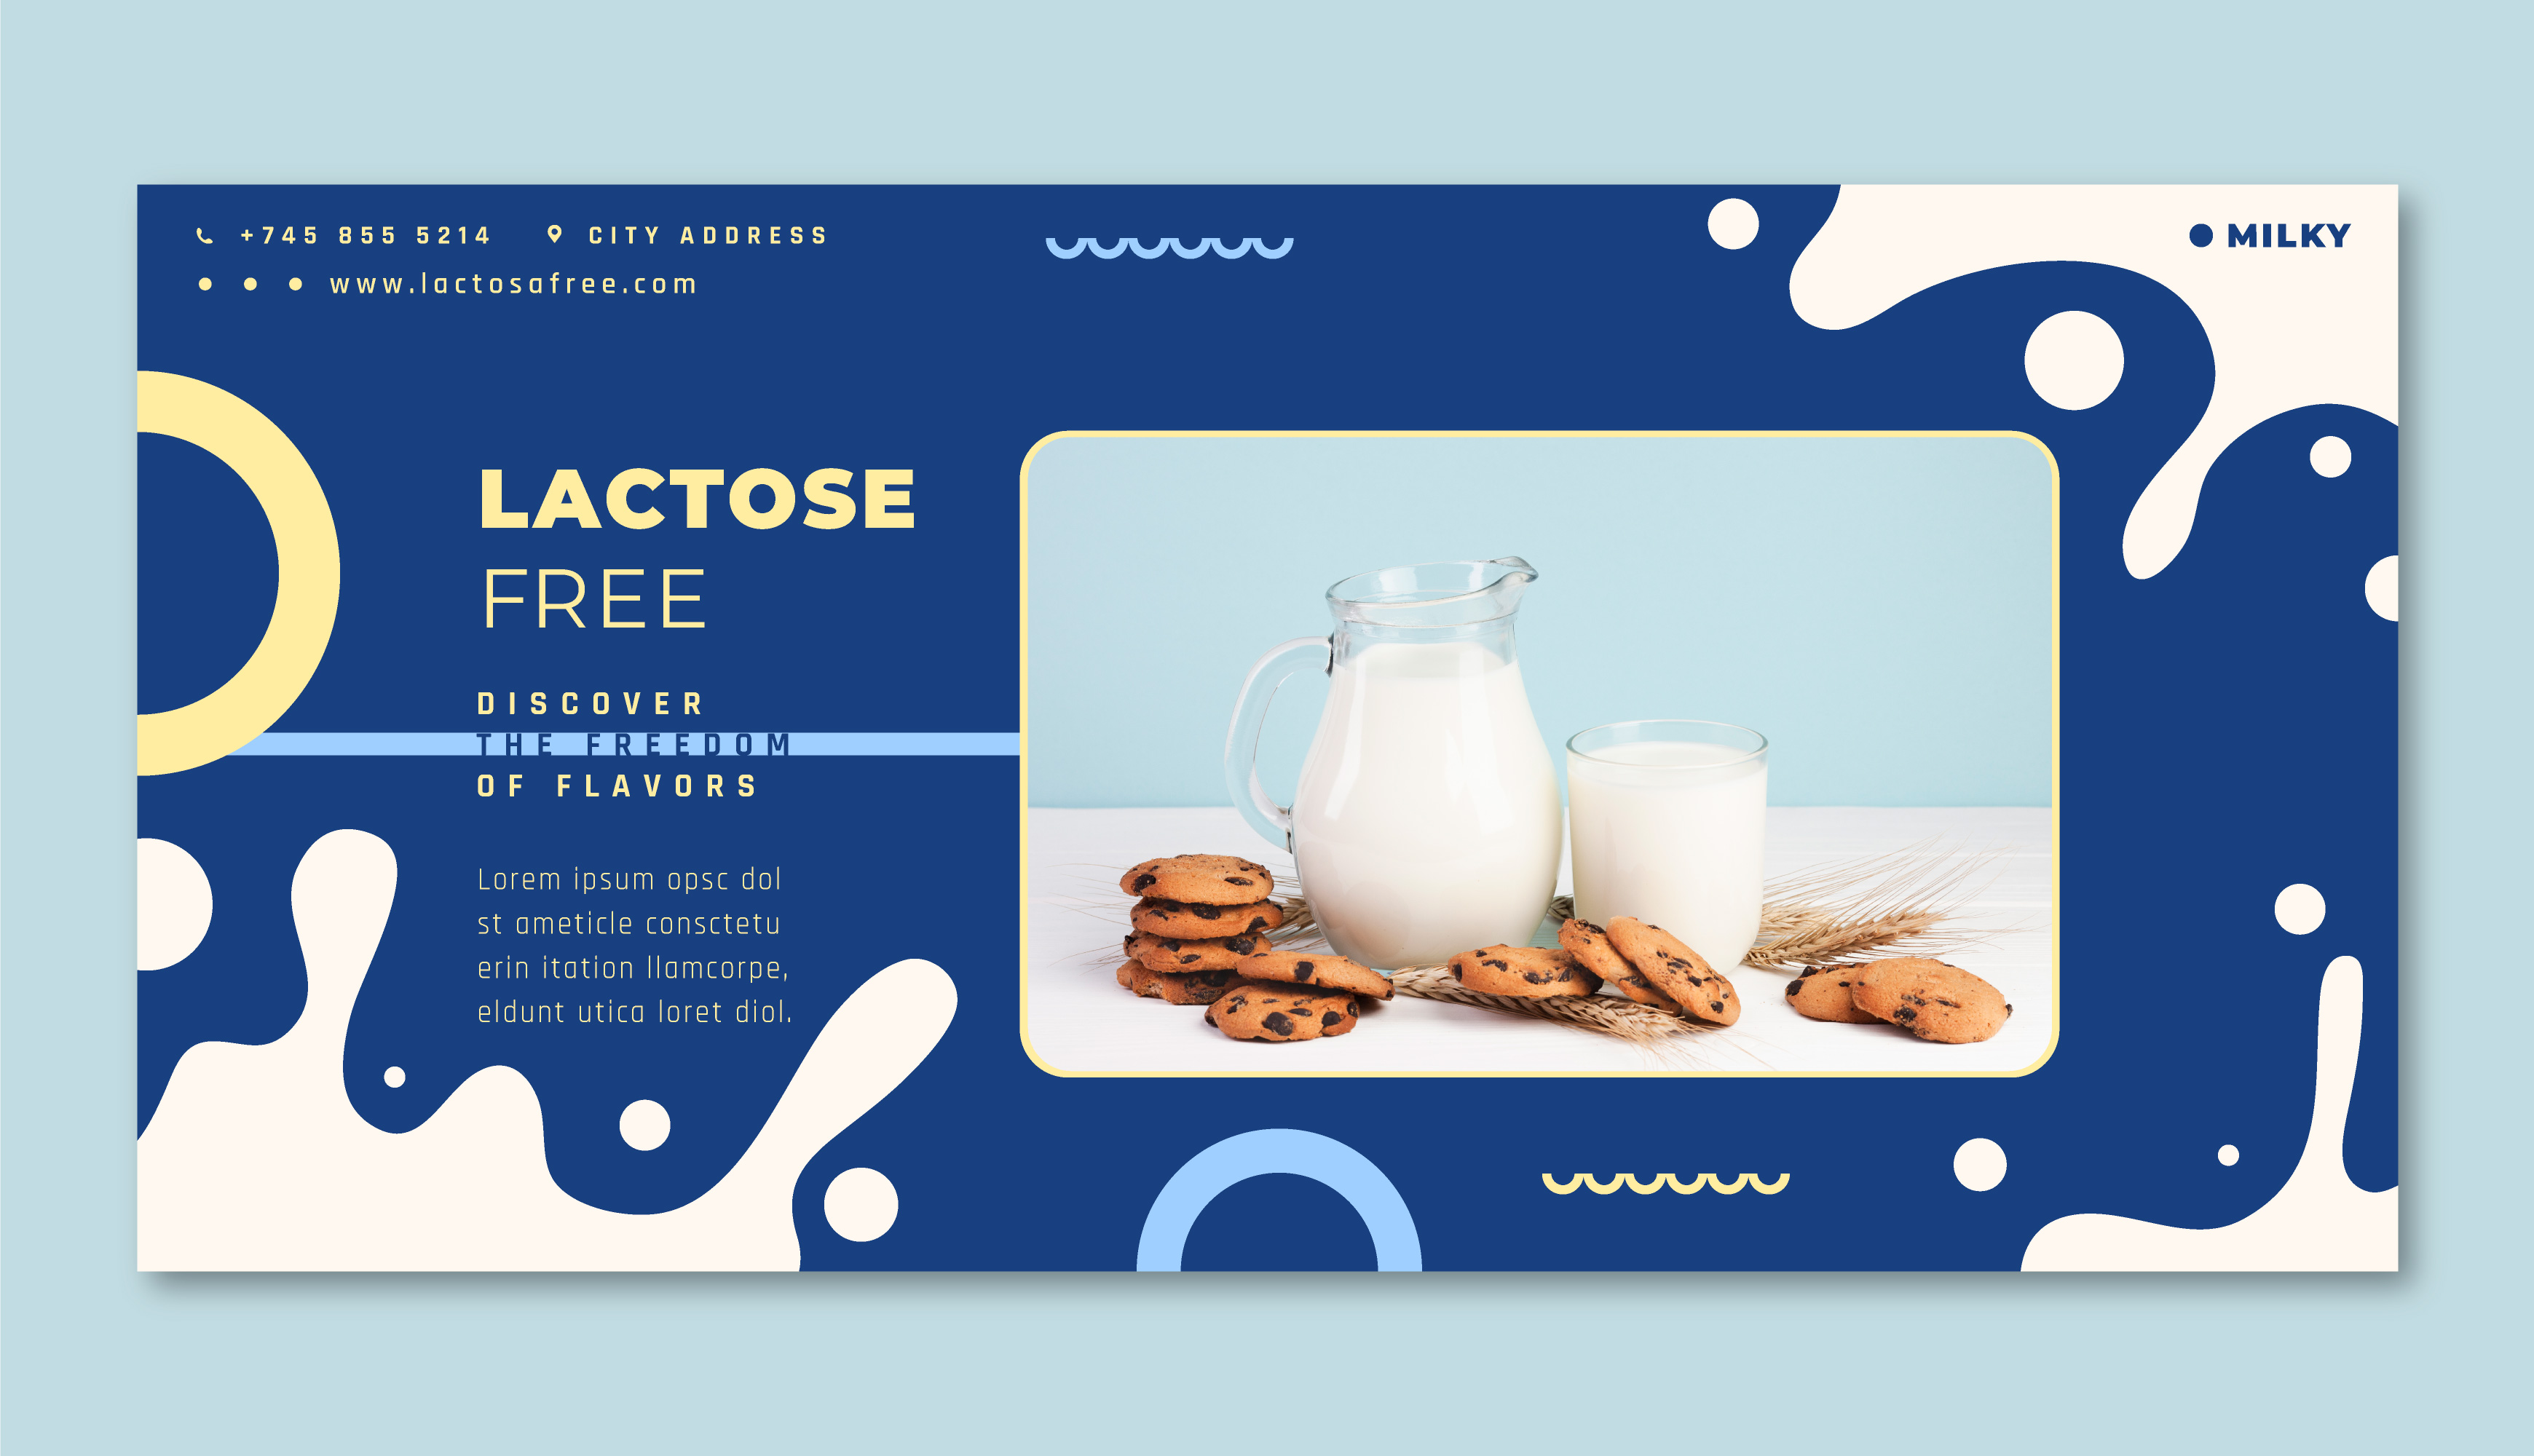 +745 855 5214 CITY ADDRESS
www.lactosafree.com
MILKY
LACTOSE
FREE
DISCOVER
THE FREEDOM
OF FLAVORS
Lorem ipsum opsc dol
st ameticle consctetu
erin itation llamcorpe,
eldunt utica loret diol.